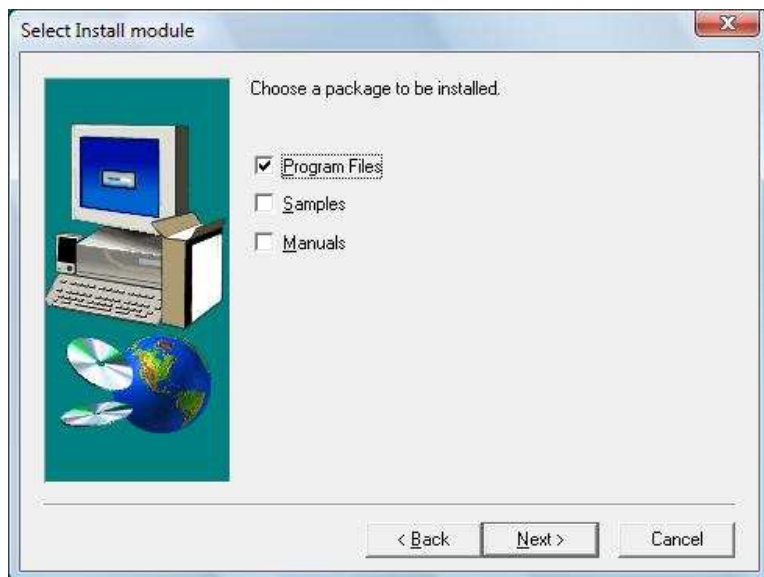 Select Install module
Choose a package to be installed.
Program Files
Samples
Manuals
< Back
Next >
Cancel